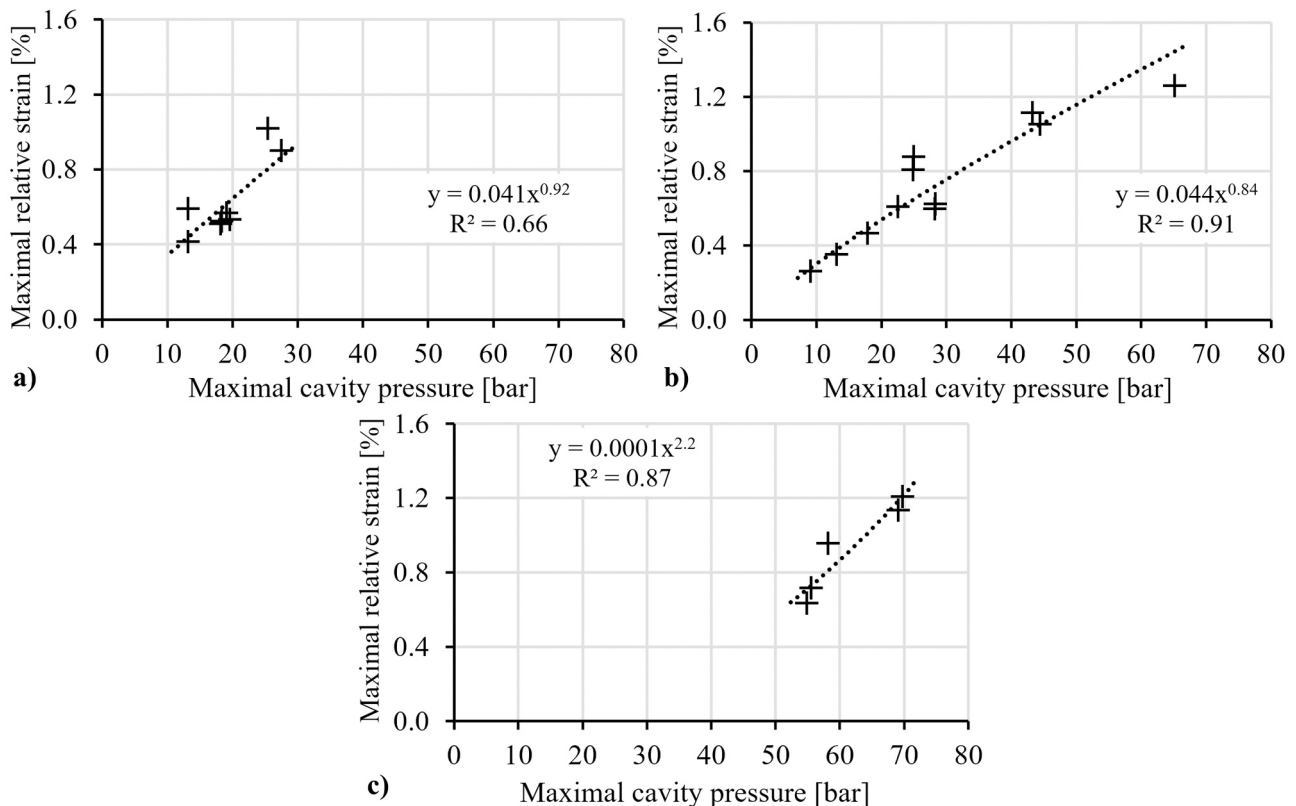 Maximal relative strain [%]
1.6
1.2
0.8
0.4
0.0
y = 0.041x^0.92
R² = 0.66
0 10 20 30 40 50 60 70 80
a) Maximal cavity pressure [bar]
Maximal relative strain [%]
1.6
1.2
0.8
0.4
0.0
y = 0.044x^0.84
R² = 0.91
0 10 20 30 40 50 60 70 80
b) Maximal cavity pressure [bar]
Maximal relative strain [%]
1.6
1.2
0.8
0.4
0.0
y = 0.0001x^2.2
R² = 0.87
0 10 20 30 40 50 60 70 80
c) Maximal cavity pressure [bar]